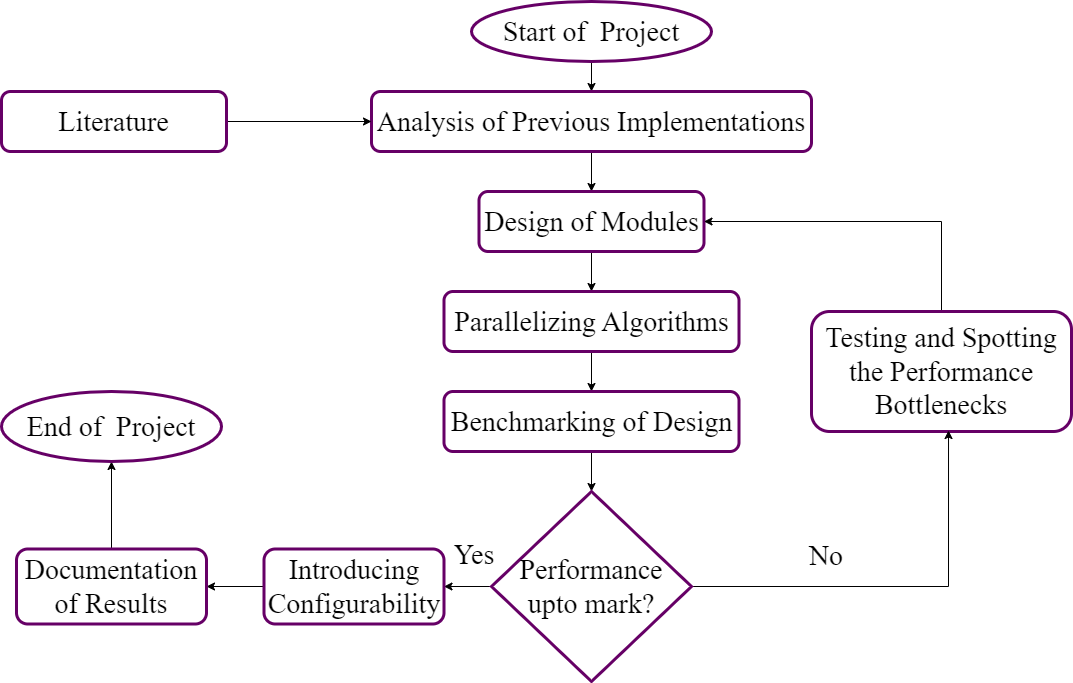 Start of  Project
Literature
Analysis of Previous Implementations
Design of Modules
Parallelizing Algorithms
Testing and Spotting
the Performance
Bottlenecks
Benchmarking of Design
End of  Project
Yes
No
Performance
upto mark?
Introducing
Configurability
Documentation
of Results